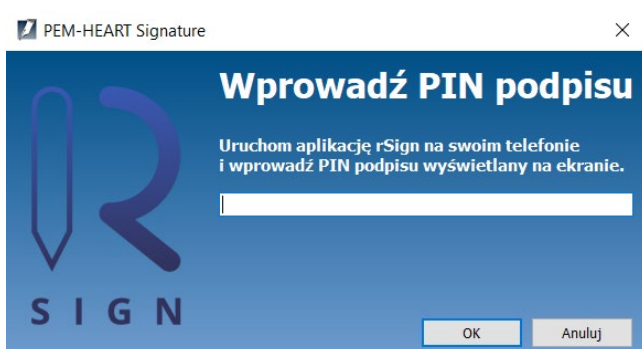 PEM-HEART Signature
Wprowadź PIN podpisu
Uruchom aplikację rSign na swoim telefonie
i wprowadź PIN podpisu wyświetlany na ekranie.
R
SIGN
OK Anuluj